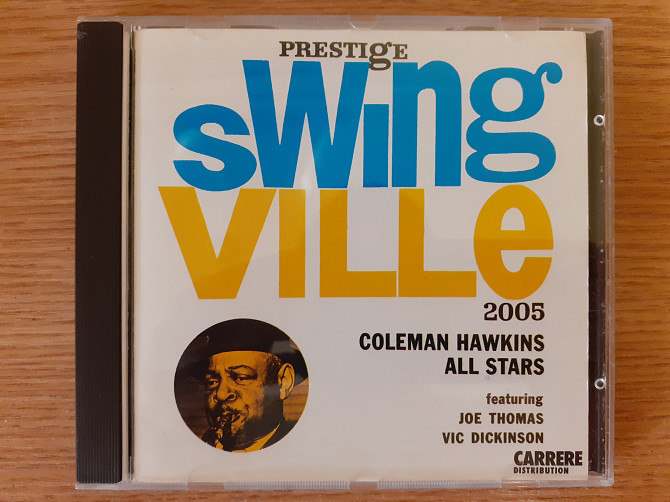 PRESTIGE
sWiNg
ViLLe
2005
COLEMAN HAWKINS
ALL STARS
featuring
JOE THOMAS
VIC DICKINSON
CARRERE
DISTRIBUTION